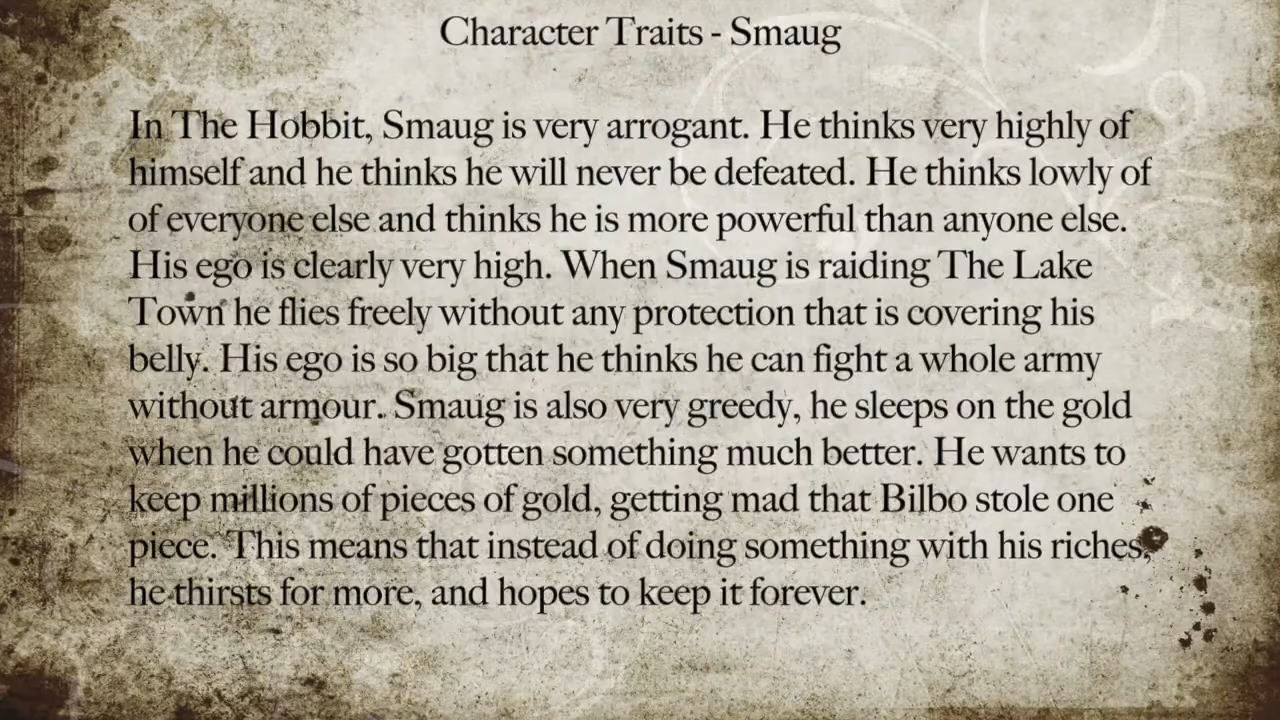 Character Traits - Smaug
In The Hobbit, Smaug is very arrogant. He thinks very highly of
himself and he thinks he will never be defeated. He thinks lowly of
of everyone else and thinks he is more powerful than anyone else.
His ego is clearly very high. When Smaug is raiding The Lake
Town he flies freely without any protection that is covering his
belly. His ego is so big that he thinks he can fight a whole army
without armour. Smaug is also very greedy, he sleeps on the gold
when he could have gotten something much better. He wants to
keep millions of pieces of gold, getting mad that Bilbo stole one
piece. This means that instead of doing something with his riches,
he thirsts for more, and hopes to keep it forever.